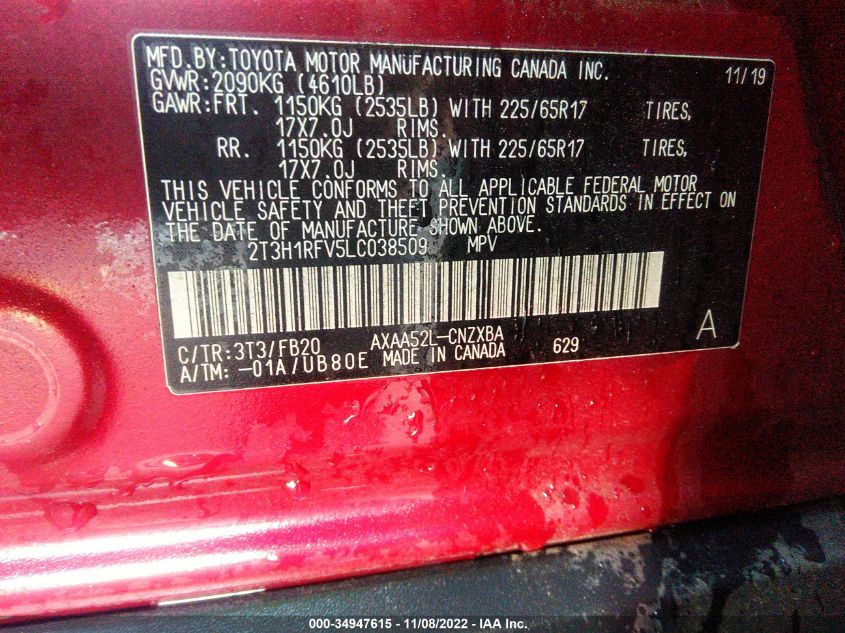 MFD.BY:TOYOTA MOTOR MANUFACTURING CANADA INC. 11/19
GVWR:2090KG (4610LB)
GAWR:FRT. 1150KG (2535LB) WITH 225/65R17 TIRES,
17X7.0J RIMS.
RR. 1150KG (2535LB) WITH 225/65R17 TIRES,
17X7.0J RIMS.
THIS VEHICLE CONFORMS TO ALL APPLICABLE FEDERAL MOTOR
VEHICLE SAFETY AND THEFT PREVENTION STANDARDS IN EFFECT ON
THE DATE OF MANUFACTURE SHOWN ABOVE.
2T3H1RFV5LC038509 MPV
A
C/TR:3T3/FB20 AXAA52L-CNZXBA
A/TM: -01A/UB80E MADE IN CANADA 629
000-34947615 - 11/08/2022 - IAA Inc.